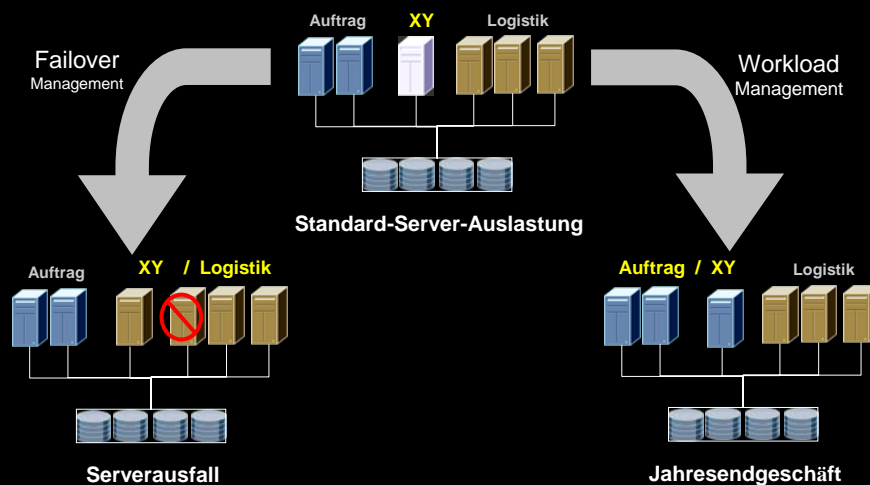 Auftrag XY Logistik
Failover
Management
Workload
Management
Standard-Server-Auslastung
Auftrag XY / Logistik
Auftrag / XY Logistik
Serverausfall
Jahresendgeschäft